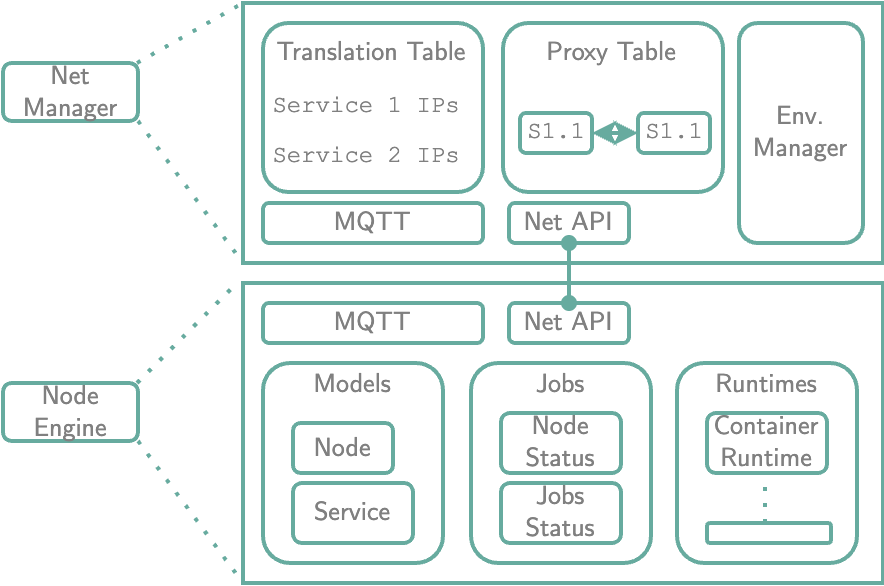 Net
Manager
Translation Table
Service 1 IPs
Service 2 IPs
Proxy Table
S1.1
S1.1
Env.
Manager
MQTT
Net API
Node
Engine
MQTT
Net API
Models
Node
Service
Jobs
Node
Status
Jobs
Status
Runtimes
Container
Runtime